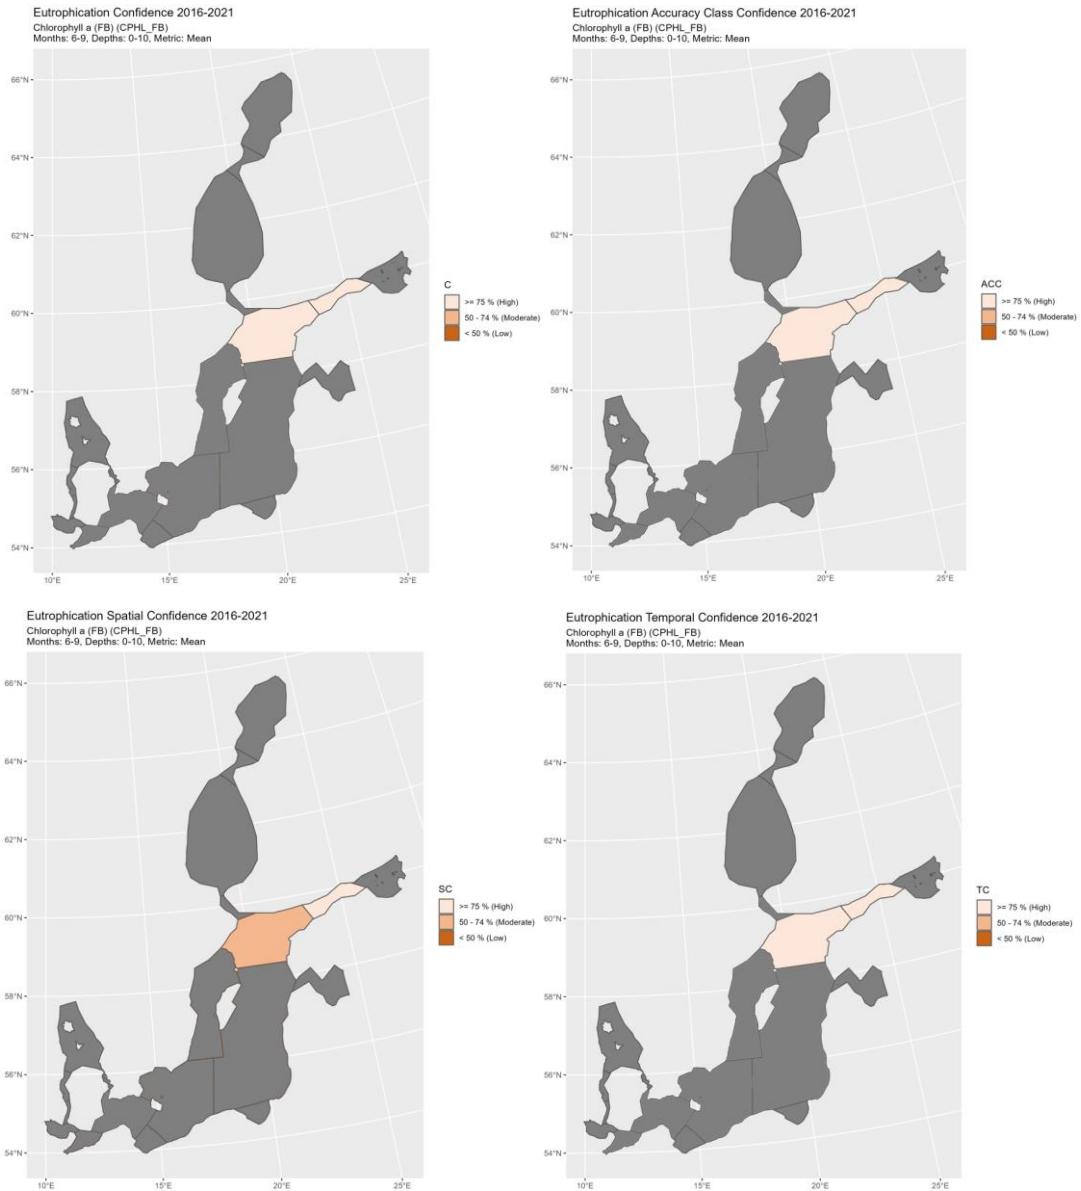 Eutrophication Confidence 2016-2021
Chlorophyll a (FB) (CPHL_FB)
Months: 6-9, Depths: 0-10, Metric: Mean
66°N
64°N
62°N
60°N
58°N
56°N
54°N
10°E
15°E
20°E
25°E
C
>= 75 % (High)
50 - 74 % (Moderate)
< 50 % (Low)
Eutrophication Accuracy Class Confidence 2016-2021
Chlorophyll a (FB) (CPHL_FB)
Months: 6-9, Depths: 0-10, Metric: Mean
66°N
64°N
62°N
60°N
58°N
56°N
54°N
10°E
15°E
20°E
25°E
ACC
>= 75 % (High)
50 - 74 % (Moderate)
< 50 % (Low)
Eutrophication Spatial Confidence 2016-2021
Chlorophyll a (FB) (CPHL_FB)
Months: 6-9, Depths: 0-10, Metric: Mean
66°N
64°N
62°N
60°N
58°N
56°N
54°N
10°E
15°E
20°E
25°E
SC
>= 75 % (High)
50 - 74 % (Moderate)
< 50 % (Low)
Eutrophication Temporal Confidence 2016-2021
Chlorophyll a (FB) (CPHL_FB)
Months: 6-9, Depths: 0-10, Metric: Mean
66°N
64°N
62°N
60°N
58°N
56°N
54°N
10°E
15°E
20°E
25°E
TC
>= 75 % (High)
50 - 74 % (Moderate)
< 50 % (Low)